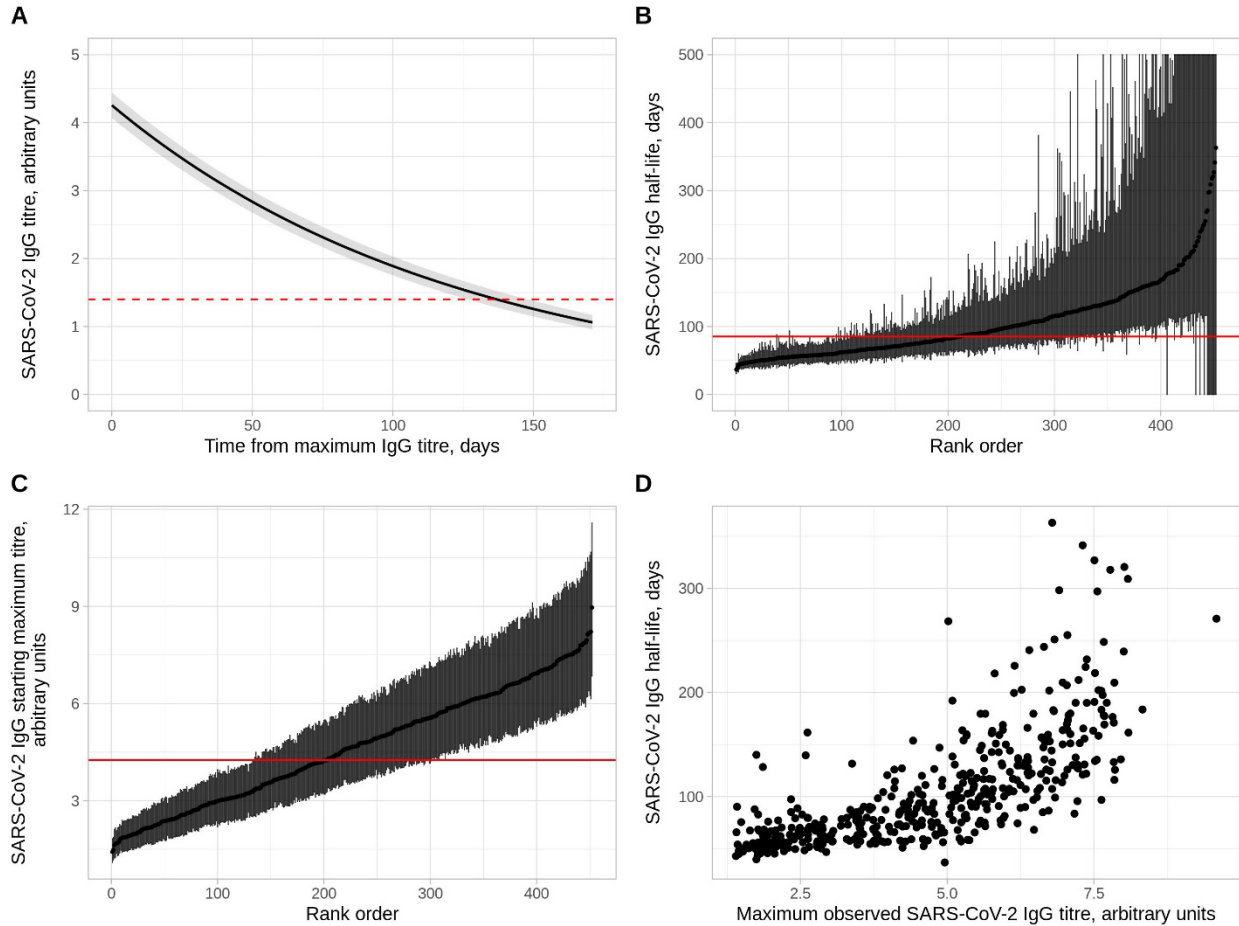 A
SARS-CoV-2 IgG titre, arbitrary units
5
4
3
2
1
0
0 50 100 150
Time from maximum IgG titre, days
B
SARS-CoV-2 IgG half-life, days
500
400
300
200
100
0
0 100 200 300 400
Rank order
C
SARS-CoV-2 IgG starting maximum titre,
arbitrary units
12
9
6
3
0 100 200 300 400
Rank order
D
SARS-CoV-2 IgG half-life, days
300
200
100
2.5 5.0 7.5
Maximum observed SARS-CoV-2 IgG titre, arbitrary units